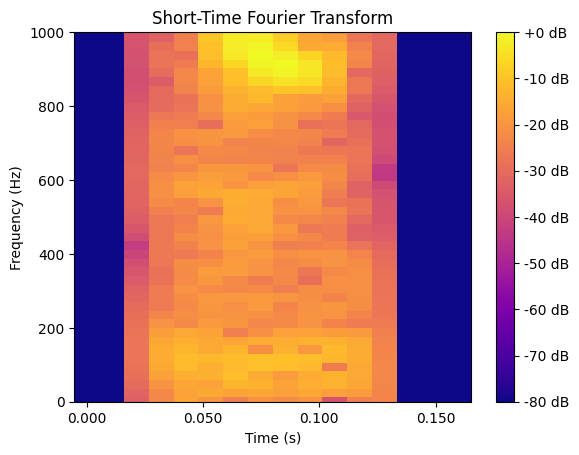 Short-Time Fourier Transform
1000
800
600
400
200
0
Frequency (Hz)
0.000
0.050
0.100
0.150
Time (s)
+0 dB
-10 dB
-20 dB
-30 dB
-40 dB
-50 dB
-60 dB
-70 dB
-80 dB